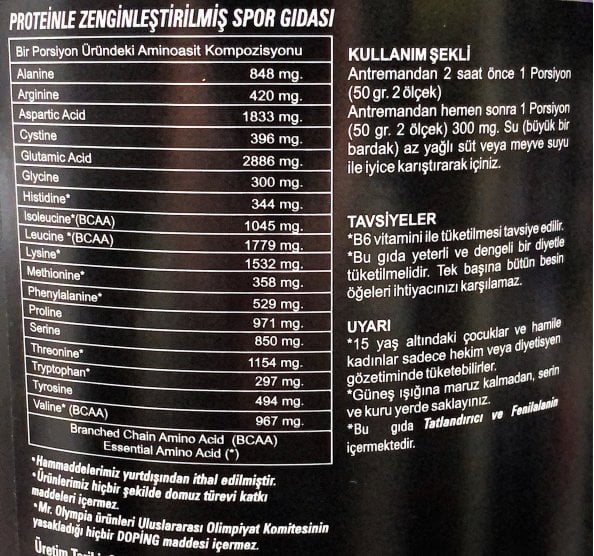 PROTEİNLE ZENGİNLEŞTİRİLMİŞ SPOR GIDASI
Bir Porsiyon Üründeki Aminoasit Kompozisyonu
Alanine 848 mg.
Arginine 420 mg.
Aspartic Acid 1833 mg.
Cystine 396 mg.
Glutamic Acid 2886 mg.
Glycine 300 mg.
Histidine* 344 mg.
Isoleucine*(BCAA) 1045 mg.
Leucine *(BCAA) 1779 mg.
Lysine* 1532 mg.
Methionine* 358 mg.
Phenylalanine* 529 mg.
Proline 971 mg.
Serine 850 mg.
Threonine* 1154 mg.
Tryptophan* 297 mg.
Tyrosine 494 mg.
Valine* (BCAA) 967 mg.
Branched Chain Amino Acid (BCAA)
Essential Amino Acid (*)
*Hammaddelerimiz yurtdışından ithal edilmiştir.
*Ürünlerimiz hiçbir şekilde domuz türevi katkı
maddeleri içermez.
*Mr. Olympia ürünleri Uluslararası Olimpiyat Komitesinin
yasakladığı hiçbir DOPİNG maddesi içermez.
Üretim
KULLANIM ŞEKLİ
Antremandan 2 saat önce 1 Porsiyon
(50 gr. 2 ölçek)
Antremandan hemen sonra 1 Porsiyon
(50 gr. 2 ölçek) 300 mg. Su (büyük bir
bardak) az yağlı süt veya meyve suyu
ile iyice karıştırarak içiniz.
TAVSİYELER
*B6 vitamini ile tüketilmesi tavsiye edilir.
*Bu gıda yeterli ve dengeli bir diyetle
tüketilmelidir. Tek başına bütün besin
öğeleri ihtiyacınızı karşılamaz.
UYARI
*15 yaş altındaki çocuklar ve hamile
kadınlar sadece hekim veya diyetisyen
gözetiminde tüketebilirler.
*Güneş ışığına maruz kalmadan, serin
ve kuru yerde saklayınız.
*Bu gıda Tatlandırıcı ve Fenilalanin
içermektedir.